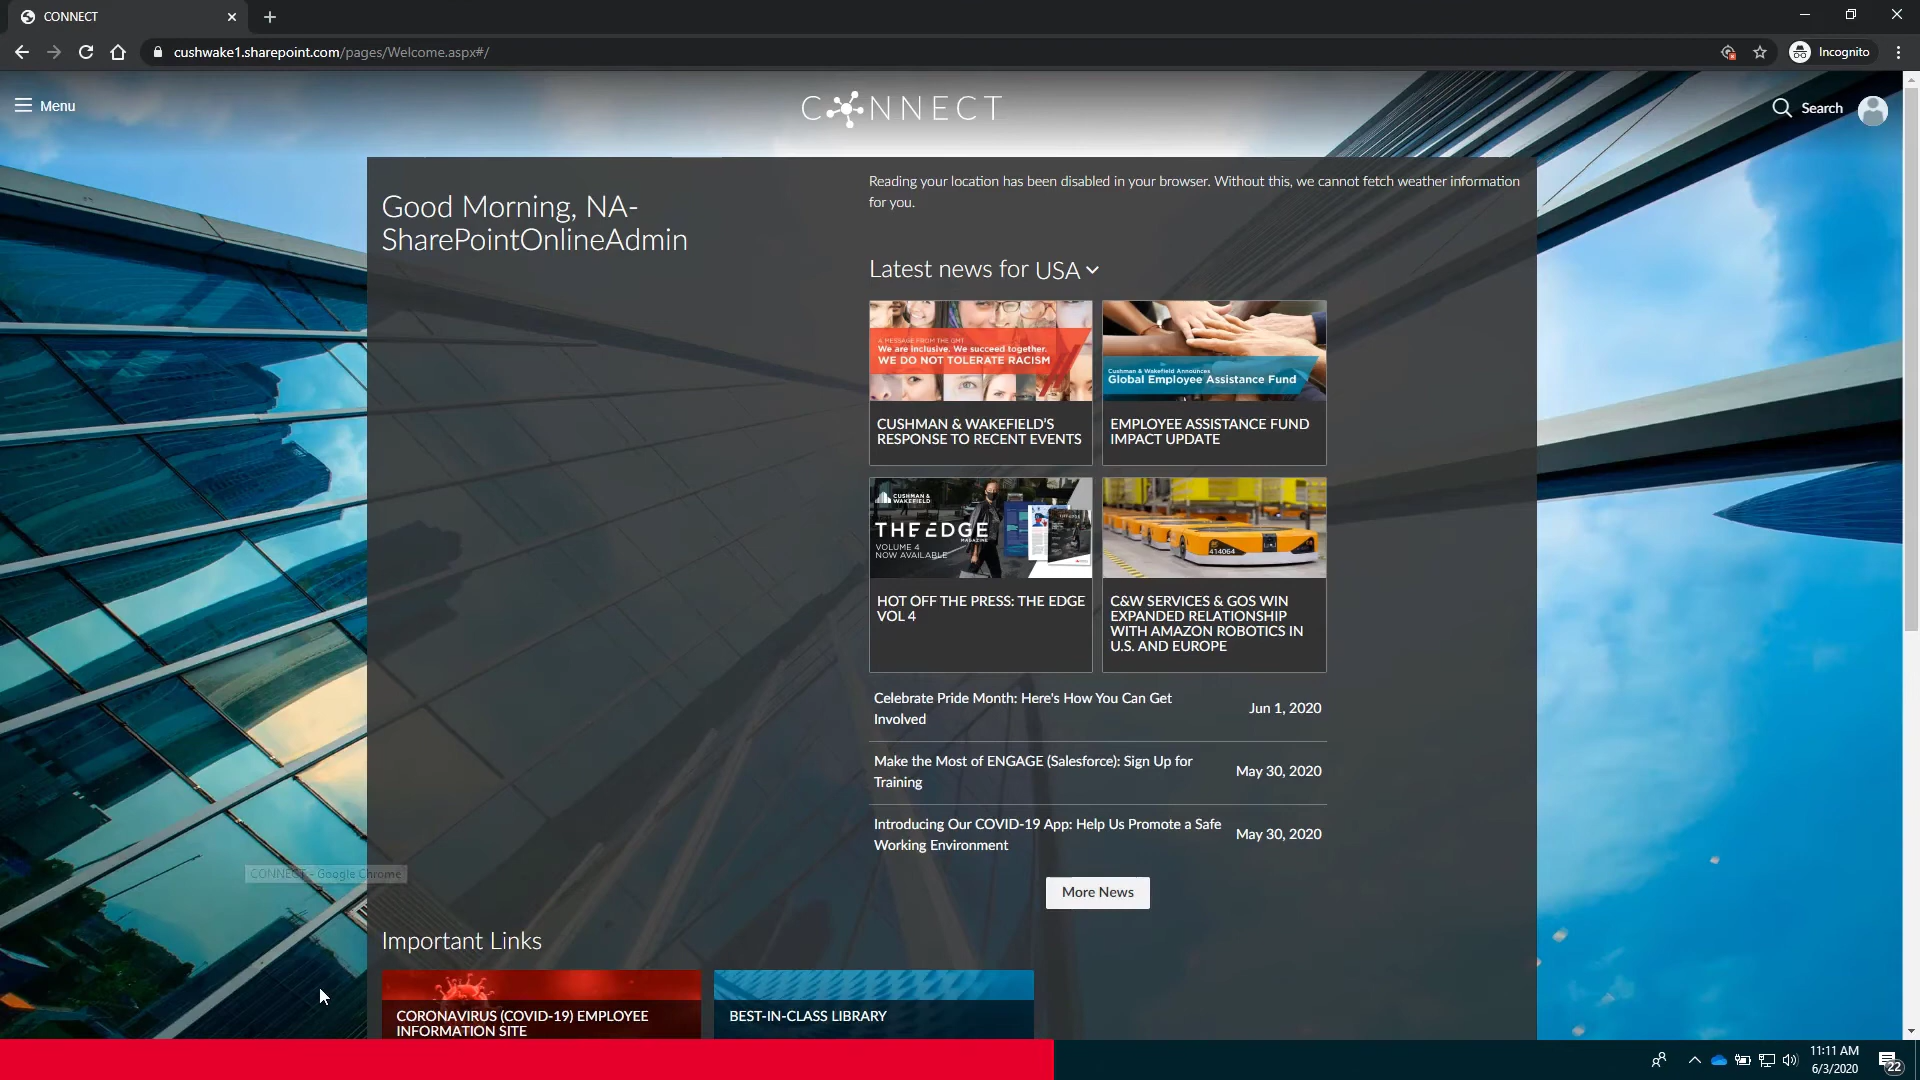 CONNECT
cushwake1.sharepoint.com/pages/Welcome.aspx#/
Incognito
Menu
CONNECT
Search
Good Morning, NA-
SharePointOnlineAdmin
Reading your location has been disabled in your browser. Without this, we cannot fetch weather information
for you.
Latest news for USA
A MESSAGE FROM THE GMT
We are inclusive. We succeed together.
WE DO NOT TOLERATE RACISM
CUSHMAN & WAKEFIELD'S
RESPONSE TO RECENT EVENTS
Cushman & Wakefield Announces
Global Employee Assistance Fund
EMPLOYEE ASSISTANCE FUND
IMPACT UPDATE
CUSHMAN &
WAKEFIELD
THE EDGE
MAGAZINE
VOLUME 4
NOW AVAILABLE
HOT OFF THE PRESS: THE EDGE
VOL 4
414064
C&W SERVICES & GOS WIN
EXPANDED RELATIONSHIP
WITH AMAZON ROBOTICS IN
U.S. AND EUROPE
Celebrate Pride Month: Here's How You Can Get
Involved
Jun 1, 2020
Make the Most of ENGAGE (Salesforce): Sign Up for
Training
May 30, 2020
Introducing Our COVID-19 App: Help Us Promote a Safe
Working Environment
May 30, 2020
More News
CONNECT - Google Chrome
Important Links
CORONAVIRUS (COVID-19) EMPLOYEE
INFORMATION SITE
BEST-IN-CLASS LIBRARY
11:11 AM
6/3/2020
22